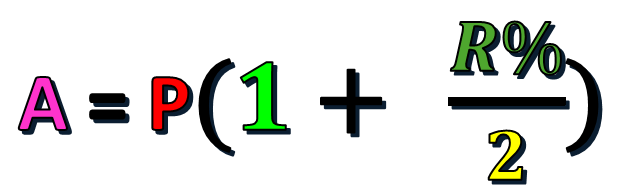 A = P(1 + R%/2)